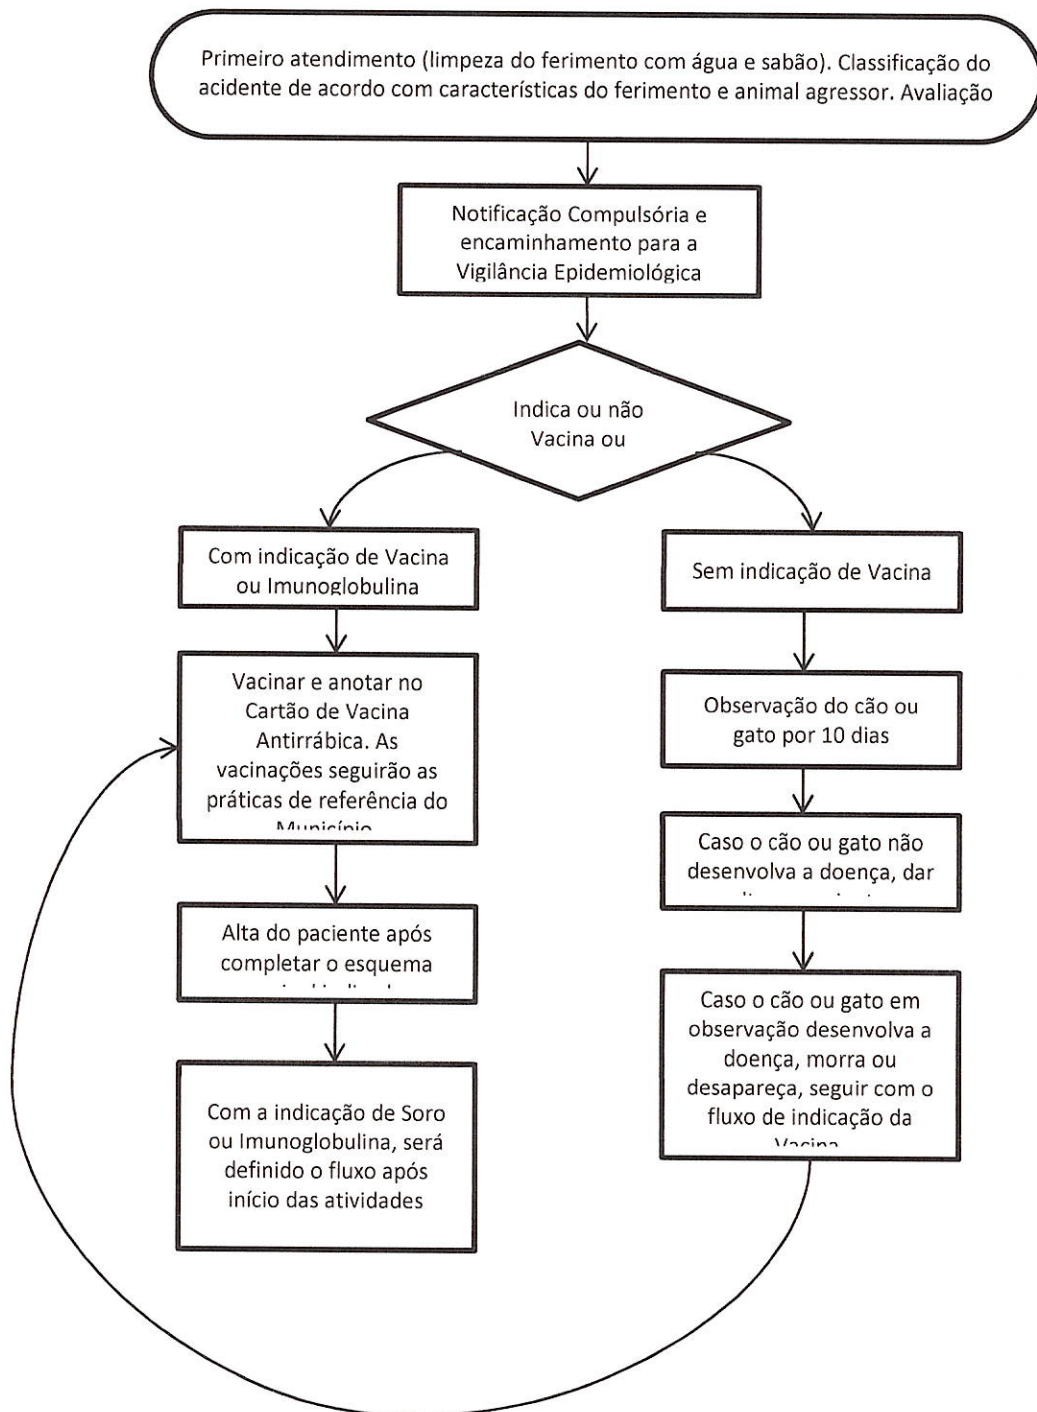 Primeiro atendimento (limpeza do ferimento com água e sabão). Classificação do
acidente de acordo com características do ferimento e animal agressor. Avaliação
Notificação Compulsória e
encaminhamento para a
Vigilância Epidemiológica
Indica ou não
Vacina ou
Com indicação de Vacina
ou Imunoglobulina
Vacinar e anotar no
Cartão de Vacina
Antirrábica. As
vacinações seguirão as
práticas de referência do
Município
Alta do paciente após
completar o esquema
Com a indicação de Soro
ou Imunoglobulina, será
definido o fluxo após
início das atividades
Sem indicação de Vacina
Observação do cão ou
gato por 10 dias
Caso o cão ou gato não
desenvolva a doença, dar
Caso o cão ou gato em
observação desenvolva a
doença, morra ou
desapareça, seguir com o
fluxo de indicação da
Vacina